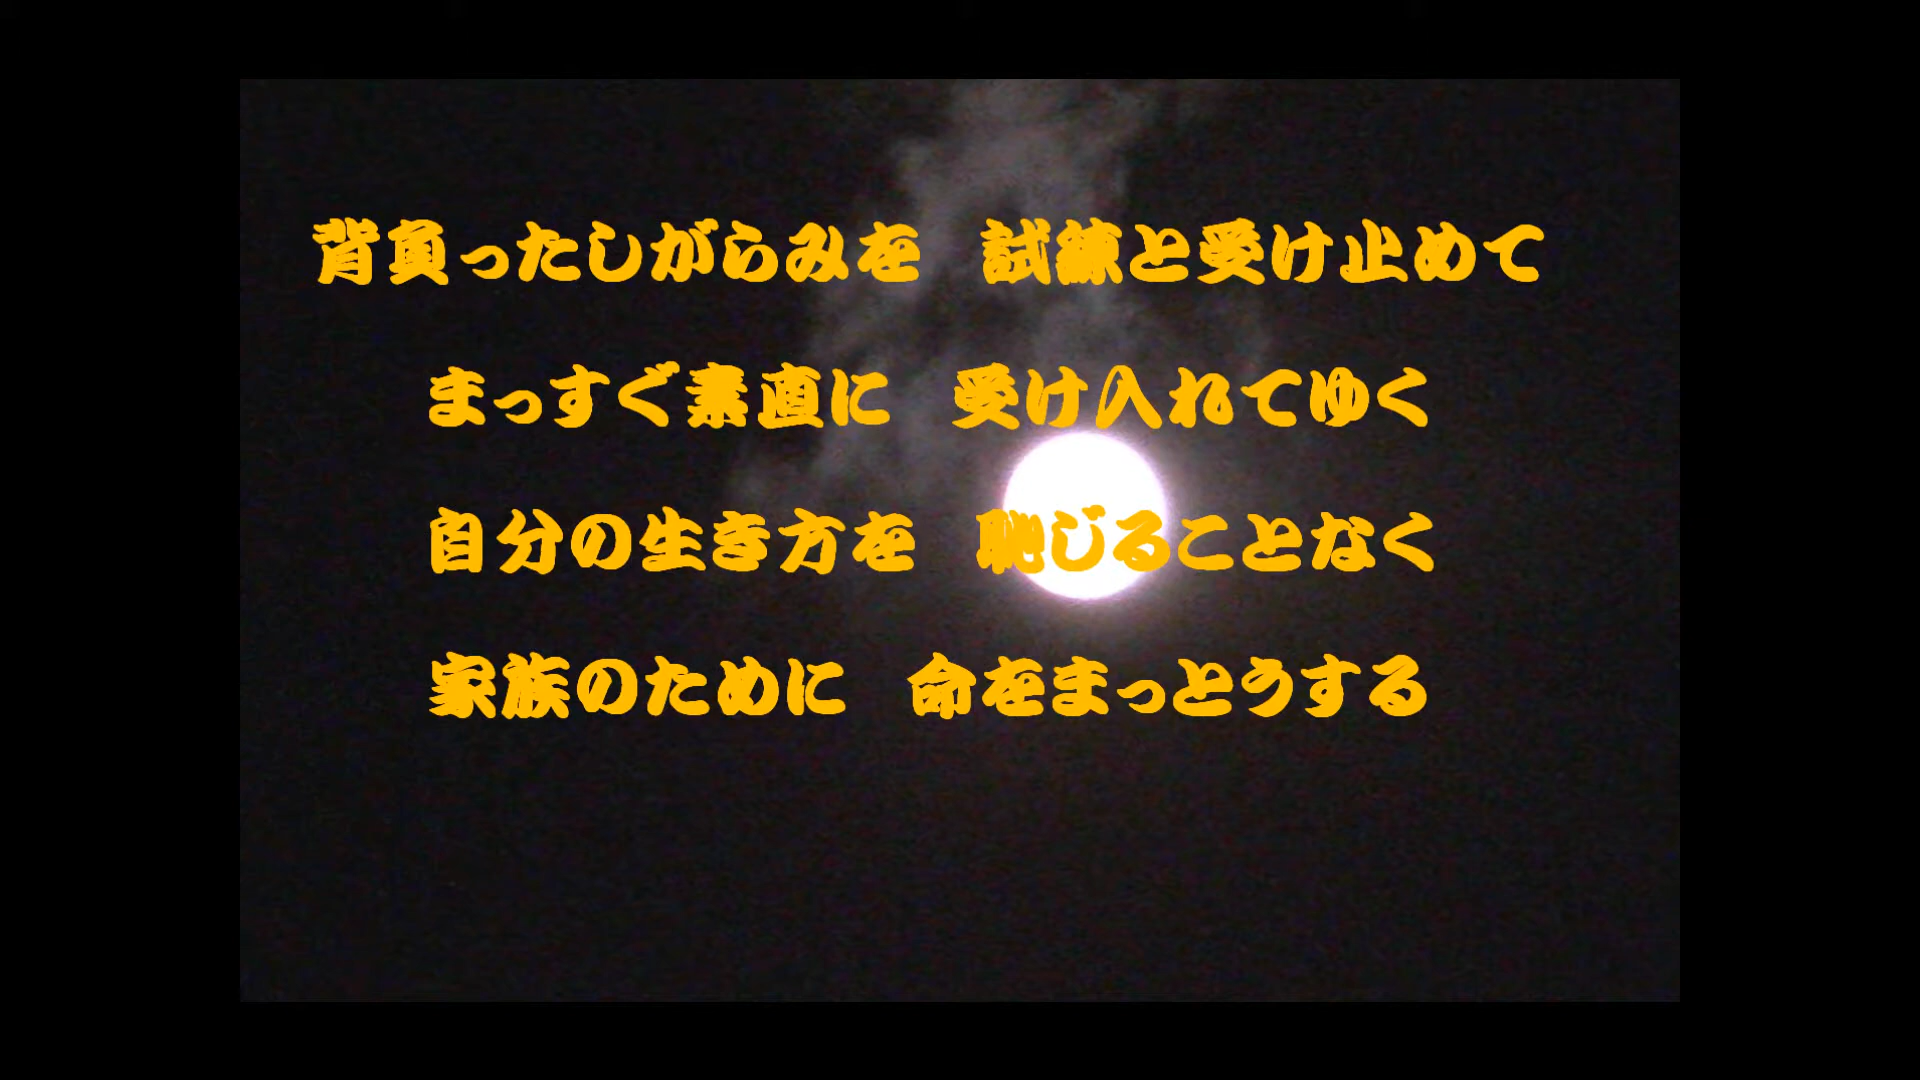 背負ったしがらみを　試練と受け止めて
まっすぐ素直に　受け入れてゆく
自分の生き方を　恥じることなく
家族のために　命をまっとうする